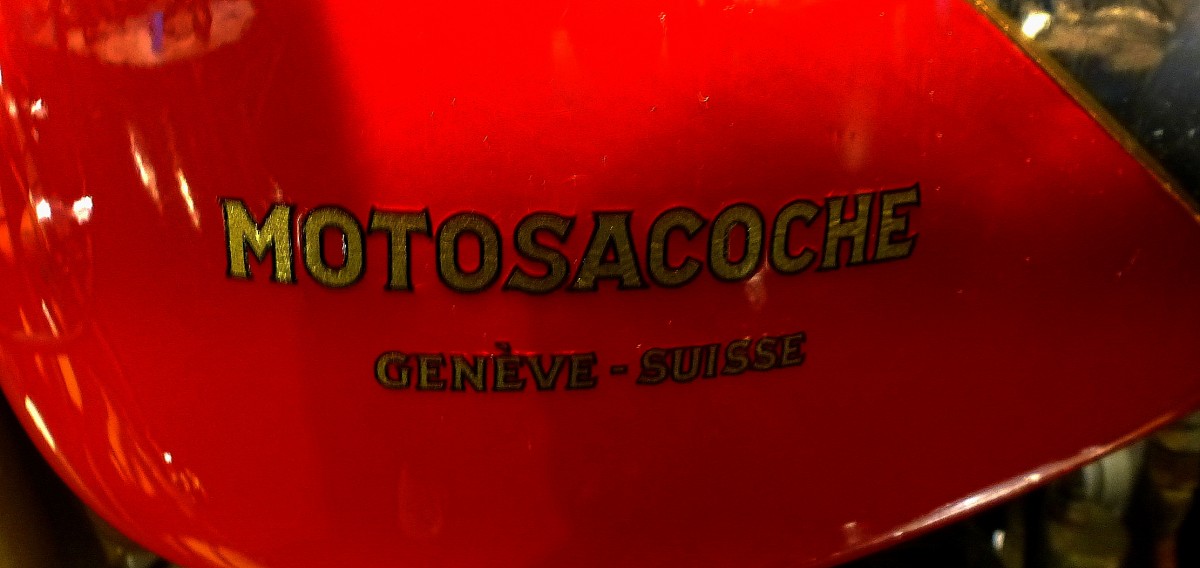 MOTOSACOCHE
GENÈVE - SUISSE